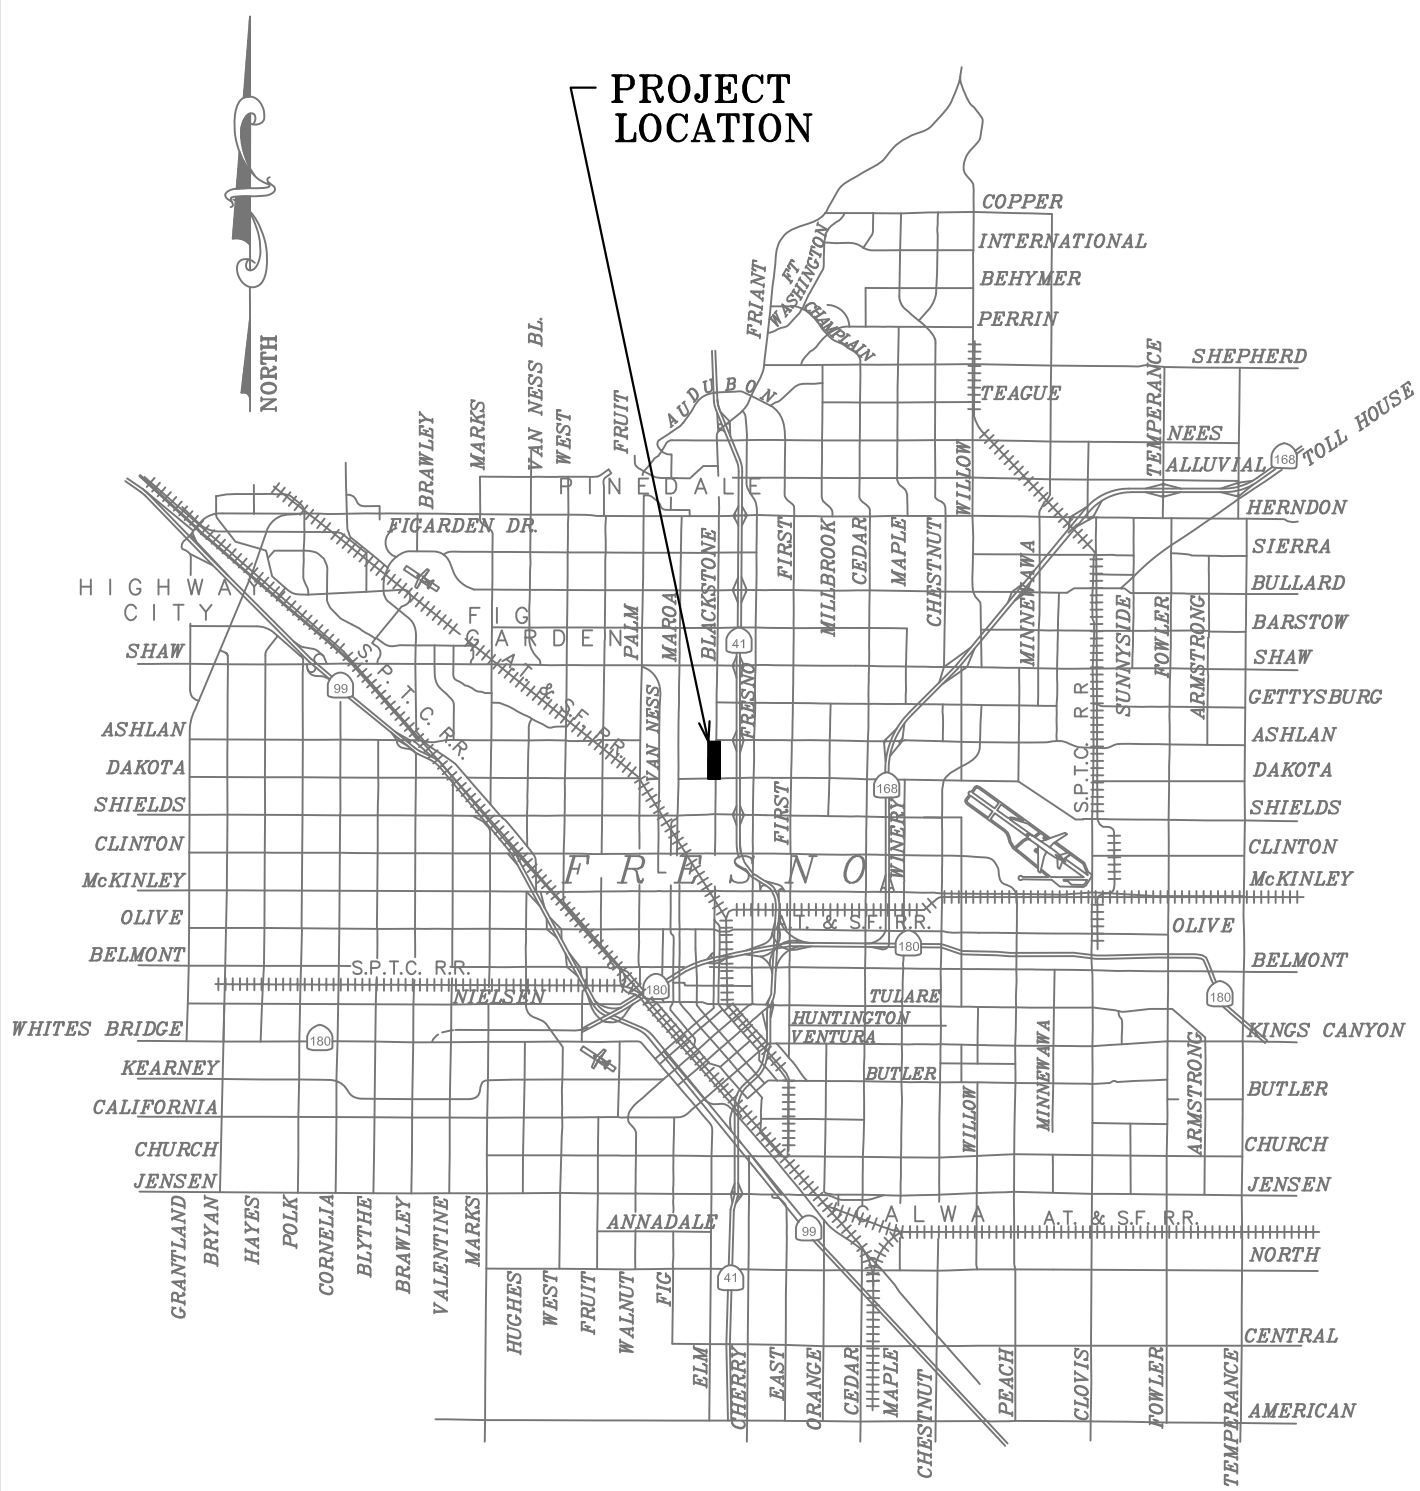 PROJECT
LOCATION
NORTH
COPPER
INTERNATIONAL
BEHYMER
PERRIN
SHEPHERD
TEAGUE
NEES
ALLUVIAL
TOLL HOUSE
168
HERNDON
SIERRA
BULLARD
BARSTOW
SHAW
GETTYSBURG
ASHLAN
DAKOTA
SHIELDS
CLINTON
McKINLEY
OLIVE
BELMONT
180
KINGS CANYON
BUTLER
CHURCH
JENSEN
NORTH
CENTRAL
AMERICAN
FRIANT
FT
WASHINGTON
CHAMPLAIN
AUDUBON
TEMPERANCE
BRAWLEY
MARKS
VAN NESS BL.
WEST
FRUIT
PINEDALE
FIGARDEN DR.
WILLOW
BLACKSTONE
FIRST
MILLBROOK
CEDAR
MAPLE
CHESTNUT
MINNEWAWA
SUNNYSIDE
FOWLER
ARMSTRONG
HIGHWAY
CITY
FIG
GARDEN
PALM
MAROA
41
SHAW
99
S. P. T. C. R.R.
A.T. & S.F. R.R.
VAN NESS
FRESNO
S.P.T.C. R R
ASHLAN
DAKOTA
SHIELDS
CLINTON
McKINLEY
OLIVE
BELMONT
WHITES BRIDGE
KEARNEY
CALIFORNIA
CHURCH
JENSEN
FIRST
168
WINERY
FRESNO
A.T. & S.F. R.R.
180
S.P.T.C. R.R.
NIELSEN
180
180
TULARE
HUNTINGTON
VENTURA
BUTLER
WILLOW
MINNEWAWA
ARMSTRONG
GRANTLAND
BRYAN
HAYES
POLK
CORNELIA
BLYTHE
BRAWLEY
VALENTINE
MARKS
ANNADALE
CALWA
A.T. & S.F. R.R.
99
41
HUGHES
WEST
FRUIT
WALNUT
FIG
ELM
CHERRY
EAST
ORANGE
CEDAR
MAPLE
CHESTNUT
PEACH
CLOVIS
FOWLER
TEMPERANCE